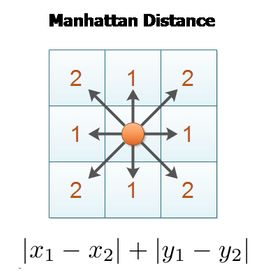 Manhattan Distance
2 1 2
1 1
2 1 2
|x₁ − x₂| + |y₁ − y₂|